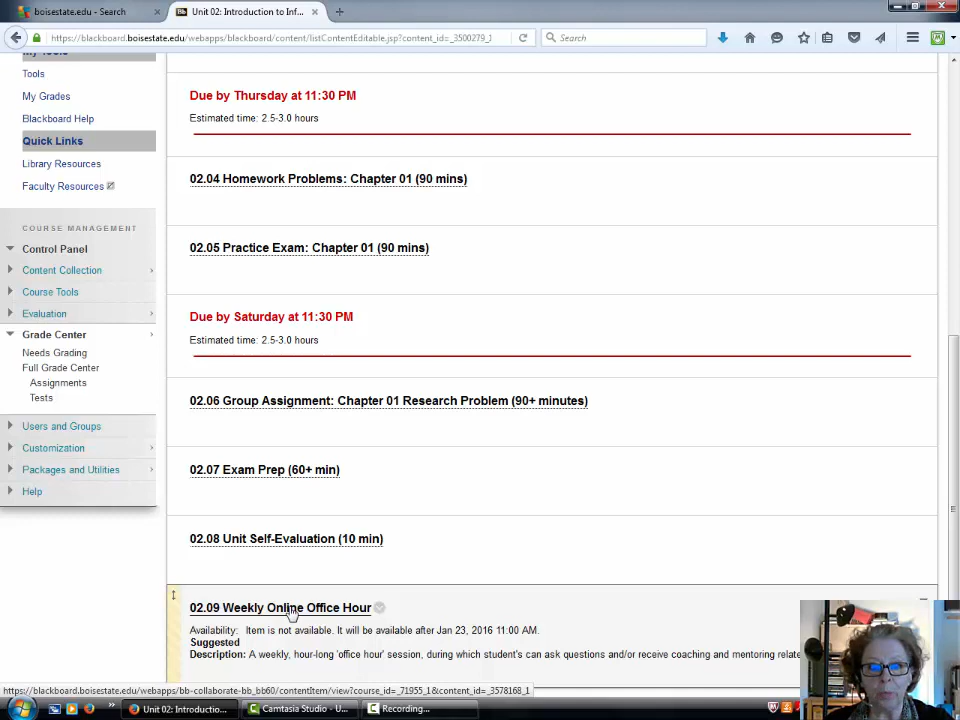 boisestate.edu - Search
Bb
Unit 02: Introduction to Inf...
https://blackboard.boisestate.edu/webapps/blackboard/content/listContentEditable.jsp?content_id=_3500279_1
Search
My Tools
Tools
My Grades
Blackboard Help
Quick Links
Library Resources
Faculty Resources
COURSE MANAGEMENT
Control Panel
Content Collection
Course Tools
Evaluation
Grade Center
Needs Grading
Full Grade Center
Assignments
Tests
Users and Groups
Customization
Packages and Utilities
Help
Due by Thursday at 11:30 PM
Estimated time: 2.5-3.0 hours
02.04 Homework Problems: Chapter 01 (90 mins)
02.05 Practice Exam: Chapter 01 (90 mins)
Due by Saturday at 11:30 PM
Estimated time: 2.5-3.0 hours
02.06 Group Assignment: Chapter 01 Research Problem (90+ minutes)
02.07 Exam Prep (60+ min)
02.08 Unit Self-Evaluation (10 min)
02.09 Weekly Online Office Hour
Availability: Item is not available. It will be available after Jan 23, 2016 11:00 AM.
Suggested
Description: A weekly, hour-long 'office hour' session, during which student's can ask questions and/or receive coaching and mentoring relate
https://blackboard.boisestate.edu/webapps/bb-collaborate-bb_bb60/contentItem/view?course_id=_71955_1&content_id=_3578168_1
Unit 02: Introductio...
Camtasia Studio - U...
Recording...